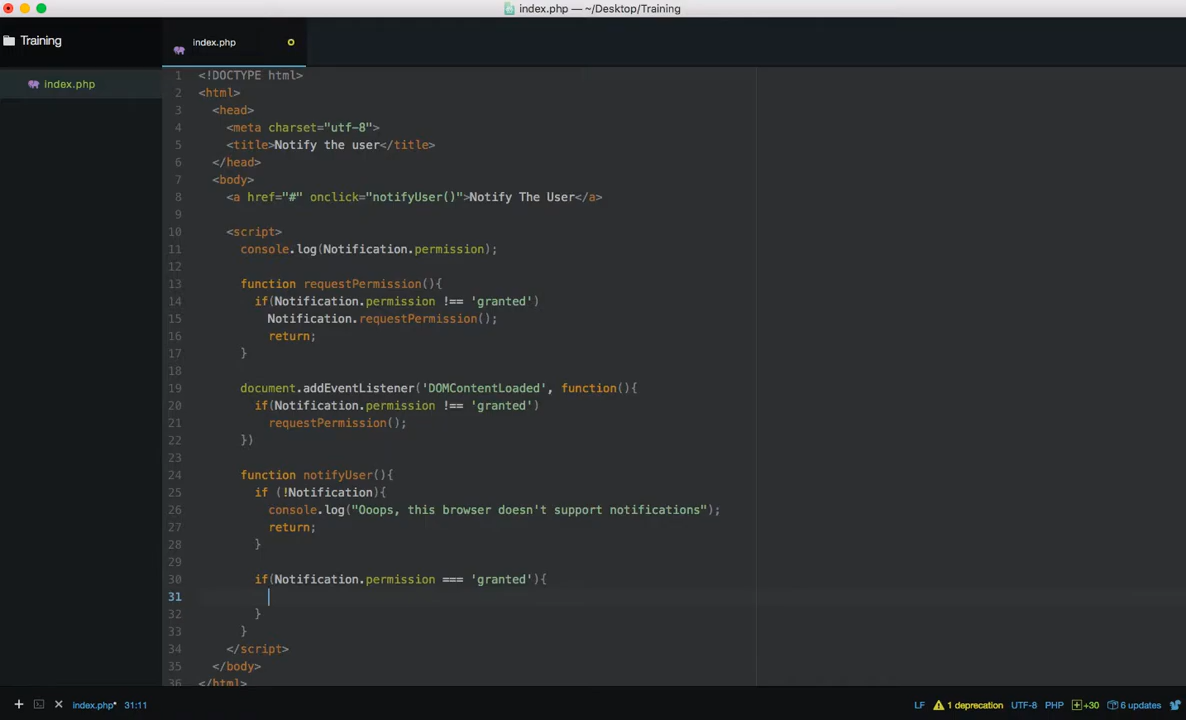 index.php — ~/Desktop/Training
Training
index.php
index.php
1 <!DOCTYPE html>
2 <html>
3 <head>
4 <meta charset="utf-8">
5 <title>Notify the user</title>
6 </head>
7 <body>
8 <a href="#" onclick="notifyUser()">Notify The User</a>
9
10 <script>
11 console.log(Notification.permission);
12
13 function requestPermission(){
14 if(Notification.permission !== 'granted')
15 Notification.requestPermission();
16 return;
17 }
18
19 document.addEventListener('DOMContentLoaded', function(){
20 if(Notification.permission !== 'granted')
21 requestPermission();
22 })
23
24 function notifyUser(){
25 if (!Notification){
26 console.log("Ooops, this browser doesn't support notifications");
27 return;
28 }
29
30 if(Notification.permission === 'granted'){
31
32 }
33 }
34 </script>
35 </body>
36 </html>
index.php* 31:11 LF 1 deprecation UTF-8 PHP +30 6 updates